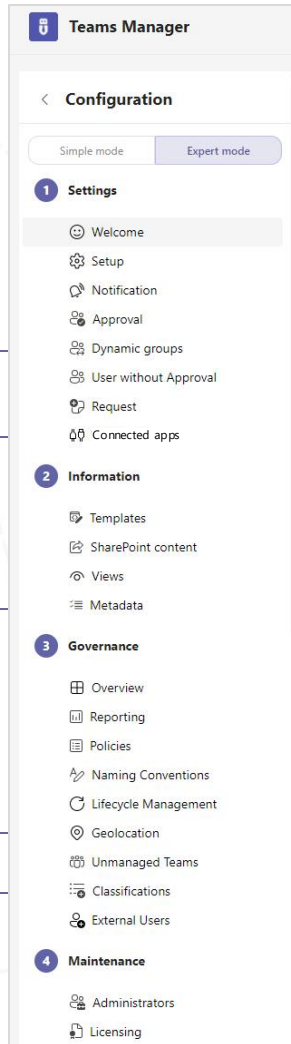 Teams Manager
Configuration
Simple mode Expert mode
1 Settings
Welcome
Setup
Notification
Approval
Dynamic groups
User without Approval
Request
Connected apps
2 Information
Templates
SharePoint content
Views
Metadata
3 Governance
Overview
Reporting
Policies
Naming Conventions
Lifecycle Management
Geolocation
Unmanaged Teams
Classifications
External Users
4 Maintenance
Administrators
Licensing